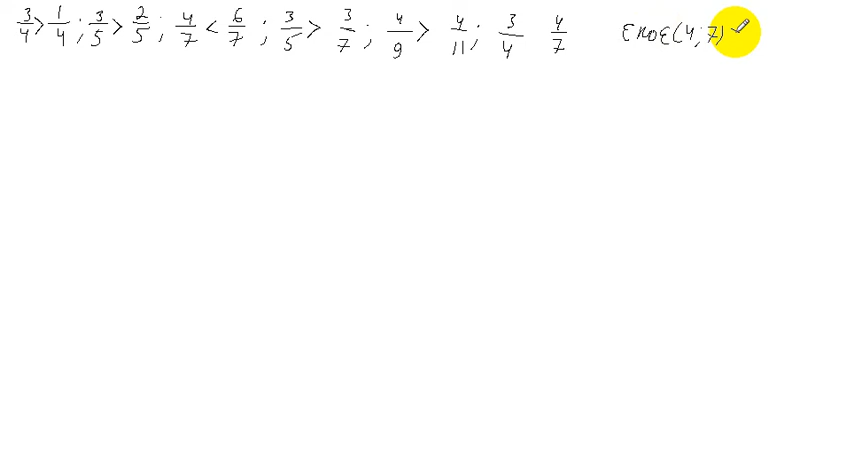 3/4 > 1/4 ; 3/5 > 2/5 ; 4/7 < 6/7 ; 3/5 > 3/7 ; 4/9 > 4/11 ; 3/4 4/7 EKOE(4;7)